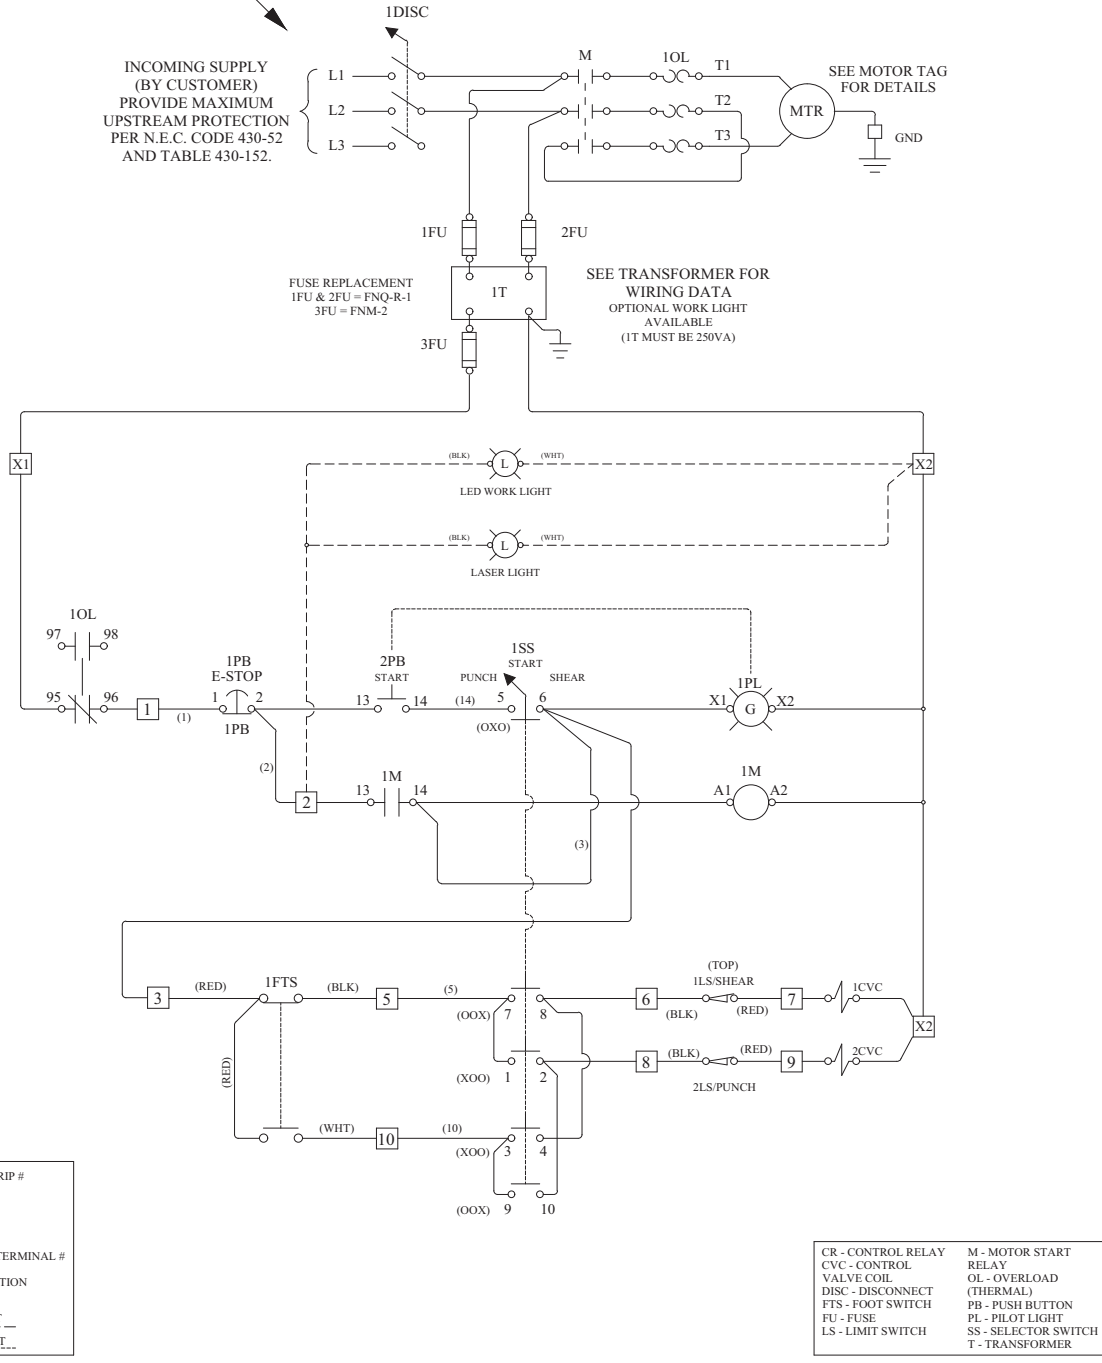 1DISC
INCOMING SUPPLY
(BY CUSTOMER)
PROVIDE MAXIMUM
UPSTREAM PROTECTION
PER N.E.C. CODE 430-52
AND TABLE 430-152.
L1
L2
L3
M
1OL
T1
T2
T3
MTR
SEE MOTOR TAG
FOR DETAILS
GND
1FU
2FU
FUSE REPLACEMENT
1FU & 2FU = FNQ-R-1
3FU = FNM-2
1T
SEE TRANSFORMER FOR
WIRING DATA
OPTIONAL WORK LIGHT
AVAILABLE
(1T MUST BE 250VA)
3FU
X1
(BLK)
L
(WHT)
X2
LED WORK LIGHT
(BLK)
L
(WHT)
LASER LIGHT
1OL
97
98
95
96
1
(1)
1PB
E-STOP
1
2
1PB
(2)
2PB
START
13
14
(14)
1SS
START
PUNCH
SHEAR
5
6
(OXO)
1PL
X1
G
X2
2
13
1M
14
1M
A1
A2
(3)
3
(RED)
1FTS
(BLK)
5
(5)
(OOX)
7
8
6
(BLK)
(TOP)
1LS/SHEAR
(RED)
7
1CVC
X2
(RED)
(XOO)
1
2
8
(BLK)
(RED)
2LS/PUNCH
9
2CVC
(WHT)
10
(10)
(XOO)
3
4
(OOX)
9
10
RIP #
TERMINAL #
TION
T
CR - CONTROL RELAY
CVC - CONTROL
VALVE COIL
DISC - DISCONNECT
FTS - FOOT SWITCH
FU - FUSE
LS - LIMIT SWITCH
M - MOTOR START
RELAY
OL - OVERLOAD
(THERMAL)
PB - PUSH BUTTON
PL - PILOT LIGHT
SS - SELECTOR SWITCH
T - TRANSFORMER